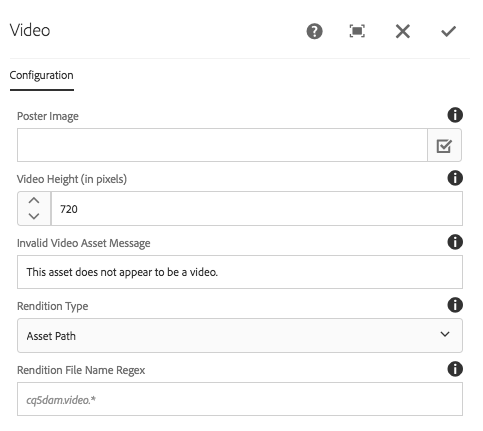 Video
Configuration
Poster Image
Video Height (in pixels)
720
Invalid Video Asset Message
This asset does not appear to be a video.
Rendition Type
Asset Path
Rendition File Name Regex
cq5dam.video.*